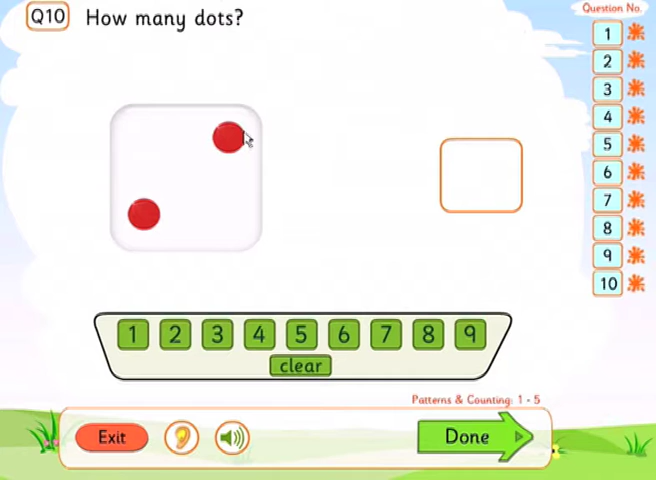 Q10 How many dots?
Question No.
1
2
3
4
5
6
7
8
9
10
1 2 3 4 5 6 7 8 9
clear
Patterns & Counting: 1 - 5
Exit
Done